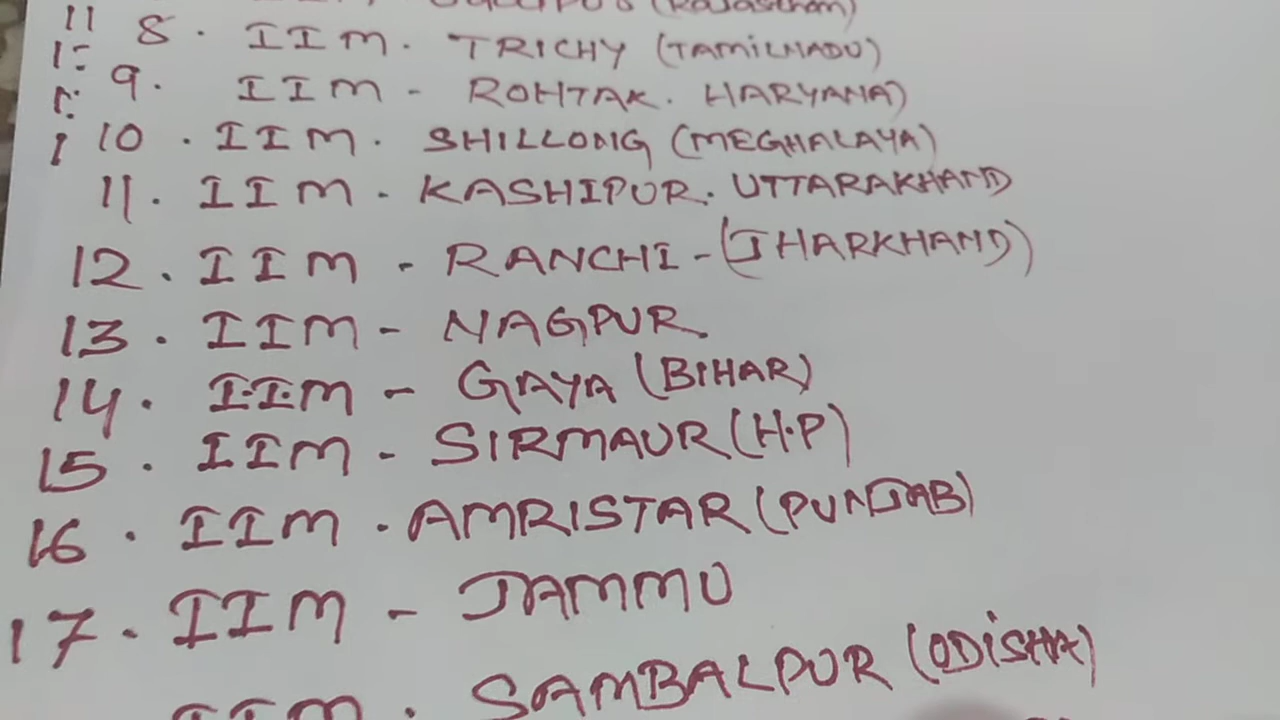 (Rajasthan)
8. IIM. TRICHY (TAMILNADU)
9. IIM - ROHTAK. HARYANA)
10. IIM. SHILLONG (MEGHALAYA)
11. IIM. KASHIPUR. UTTARAKHAND
12. IIM - RANCHI - (JHARKHAND)
13. IIM - NAGPUR
14. I.I.M - GAYA (BIHAR)
15. IIM - SIRMAUR (H.P)
16. IIM - AMRISTAR (PUNJAB)
17. IIM - JAMMU
IIM. SAMBALPUR (ODiSHA)